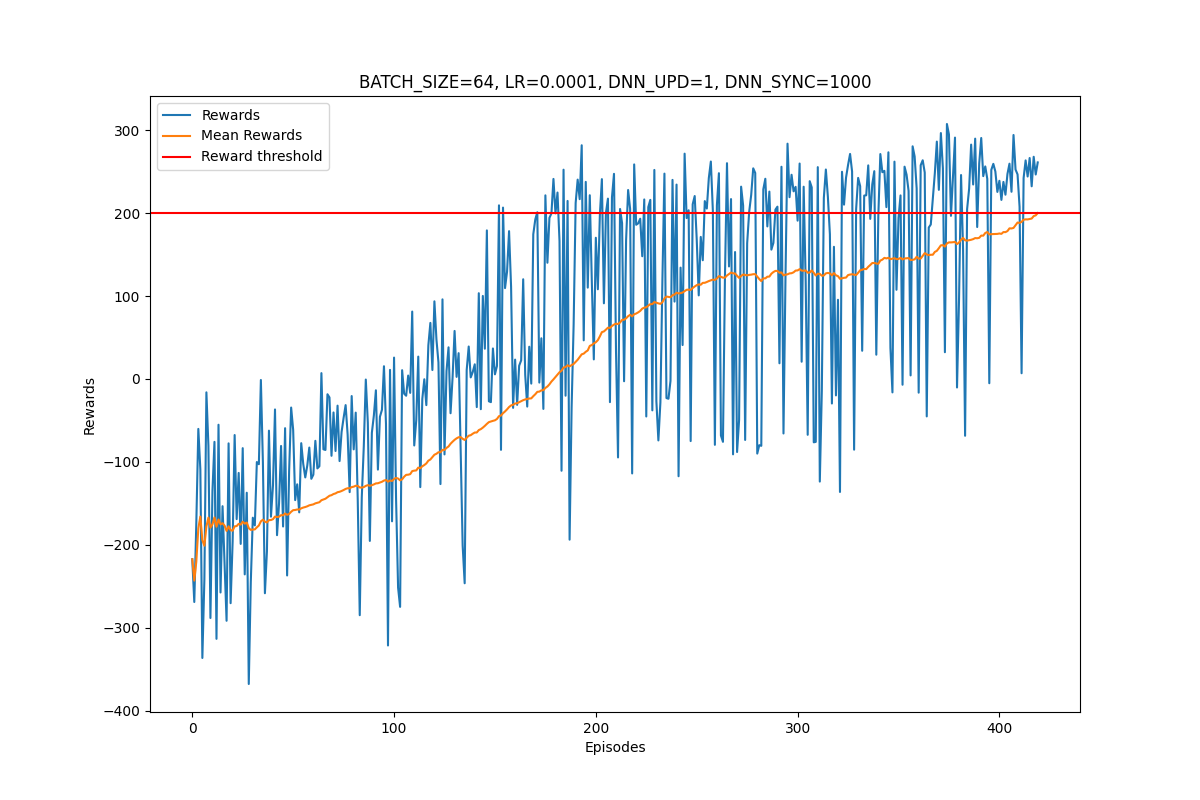 BATCH_SIZE=64, LR=0.0001, DNN_UPD=1, DNN_SYNC=1000
Rewards
Mean Rewards
Reward threshold
300
200
100
0
−100
−200
−300
−400
Rewards
0
100
200
300
400
Episodes